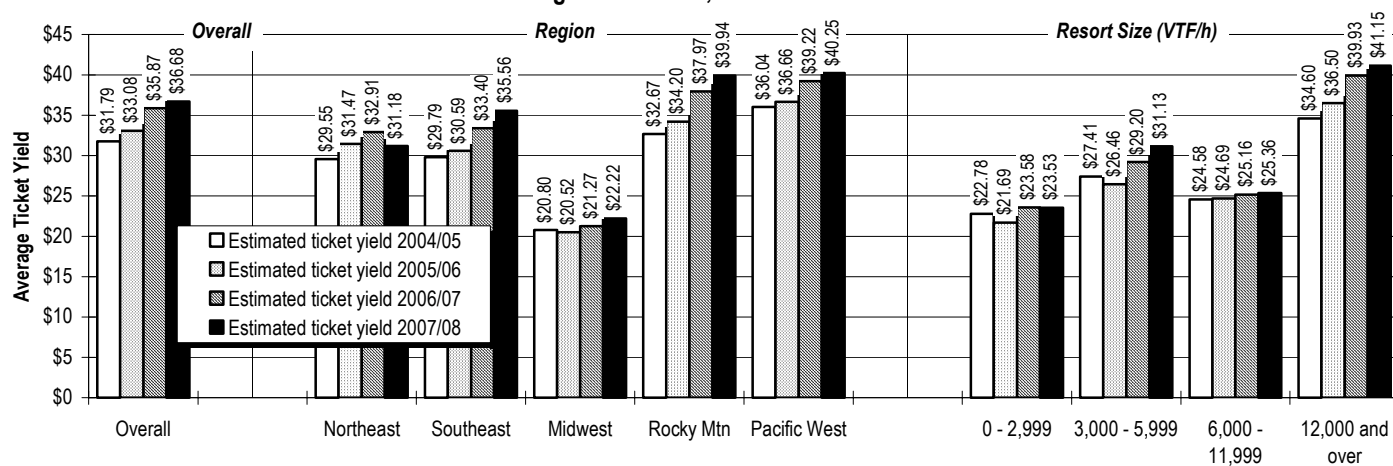 Overall
Region
Resort Size (VTF/h)
Average Ticket Yield
$45
$40
$35
$30
$25
$20
$15
$10
$5
$0
$31.79
$33.08
$35.87
$36.68
$29.55
$31.47
$32.91
$31.18
$29.79
$30.59
$33.40
$35.56
$20.80
$20.52
$21.27
$22.22
$32.67
$34.20
$37.97
$39.94
$36.04
$36.66
$39.22
$40.25
$22.78
$21.69
$23.58
$23.53
$27.41
$26.46
$29.20
$31.13
$24.58
$24.69
$25.16
$25.36
$34.60
$36.50
$39.93
$41.15
Estimated ticket yield 2004/05
Estimated ticket yield 2005/06
Estimated ticket yield 2006/07
Estimated ticket yield 2007/08
Overall
Northeast
Southeast
Midwest
Rocky Mtn
Pacific West
0 - 2,999
3,000 - 5,999
6,000 -
11,999
12,000 and
over